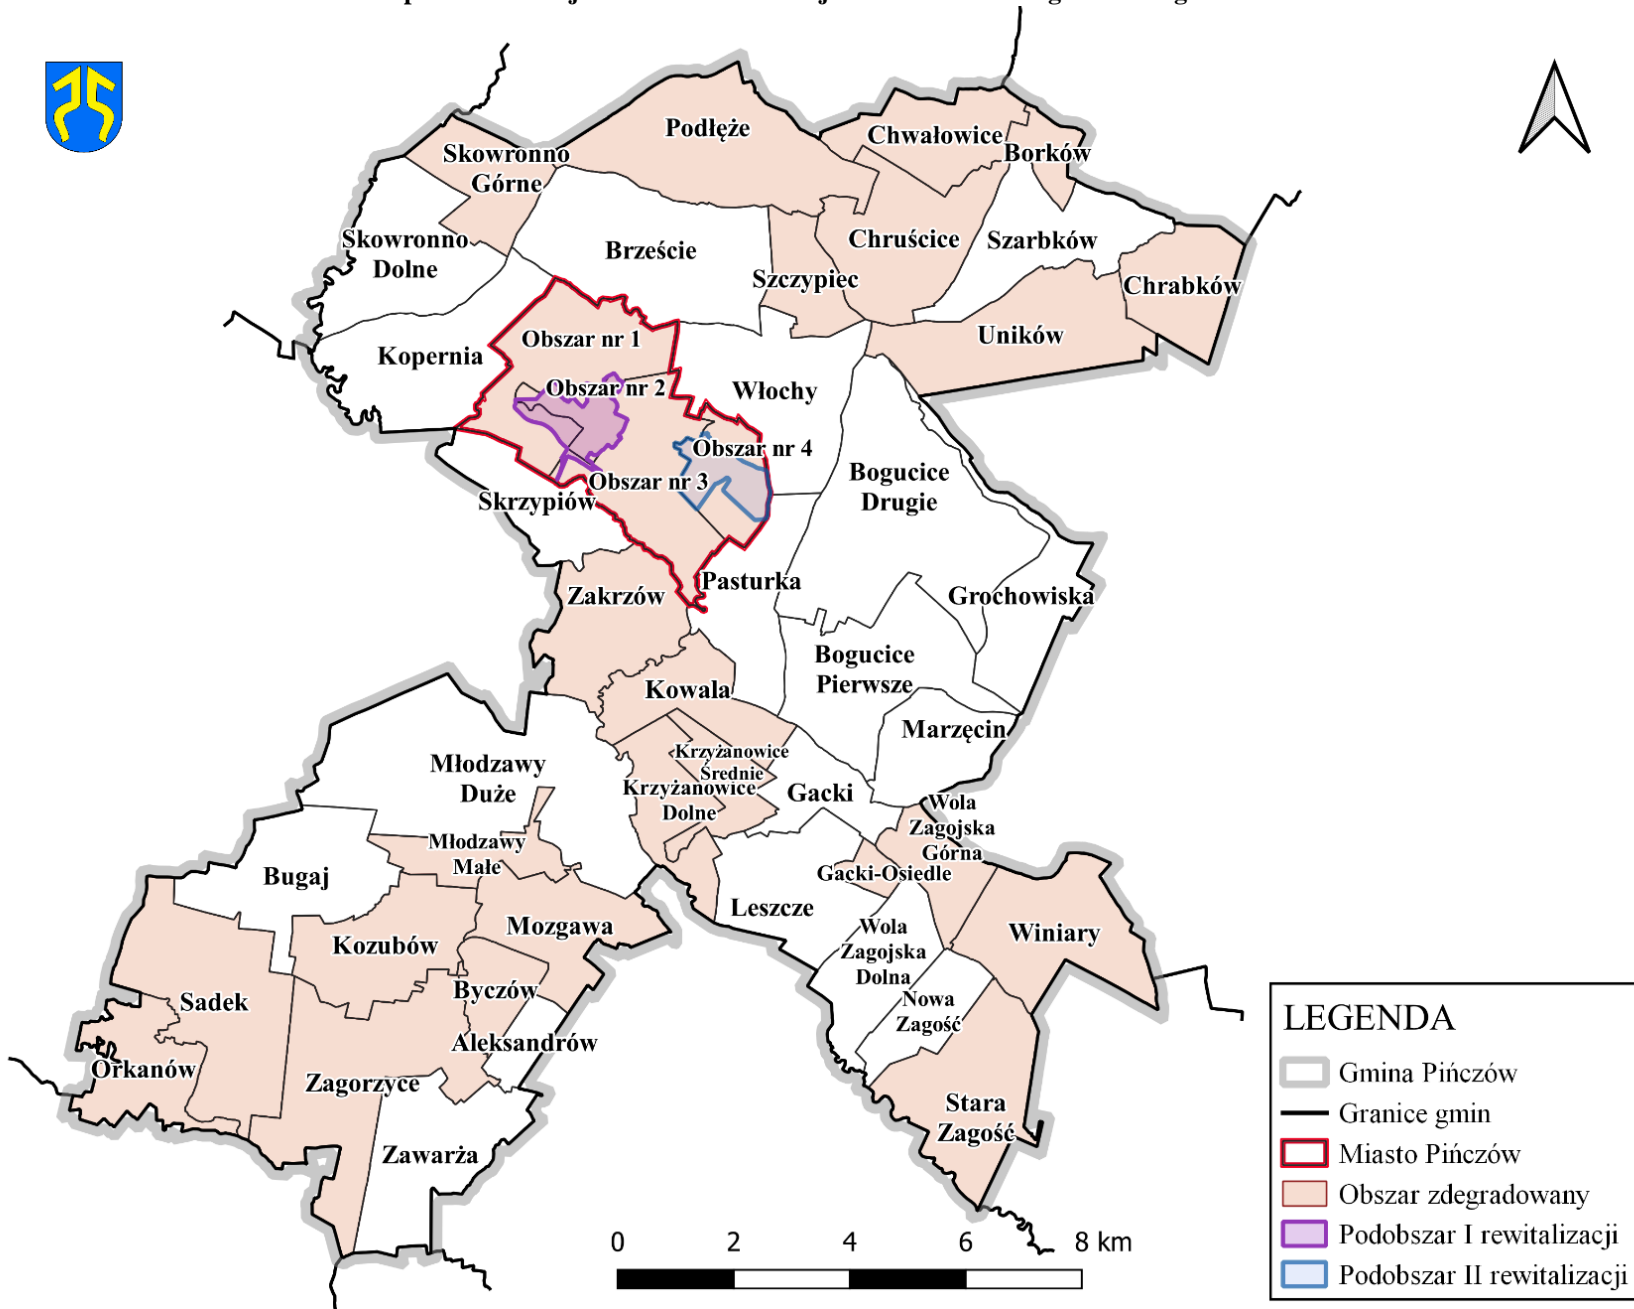 Podłęże
Chwałowice
Borków
Skowronno
Górne
Skowronno
Dolne
Brzeście
Chruścice
Szarbków
Szczypiec
Chrabków
Uników
Obszar nr 1
Kopernia
Obszar nr 2
Włochy
Obszar nr 4
Bogucice
Drugie
Obszar nr 3
Skrzypiów
Pasturka
Zakrzów
Grochowiska
Bogucice
Pierwsze
Kowala
Marzęcin
Krzyżanowice
Średnie
Młodzawy
Duże
Krzyżanowice
Dolne
Gacki
Wola
Zagojska
Górna
Młodzawy
Małe
Bugaj
Gacki-Osiedle
Leszcze
Mozgawa
Wola
Zagojska
Dolna
Winiary
Kozubów
Byczów
Sadek
Nowa
Zagość
Aleksandrów
Orkanów
Zagorzyce
Stara
Zagość
Zawarża
LEGENDA
Gmina Pińczów
Granice gmin
Miasto Pińczów
Obszar zdegradowany
Podobszar I rewitalizacji
Podobszar II rewitalizacji
0 2 4 6 8 km